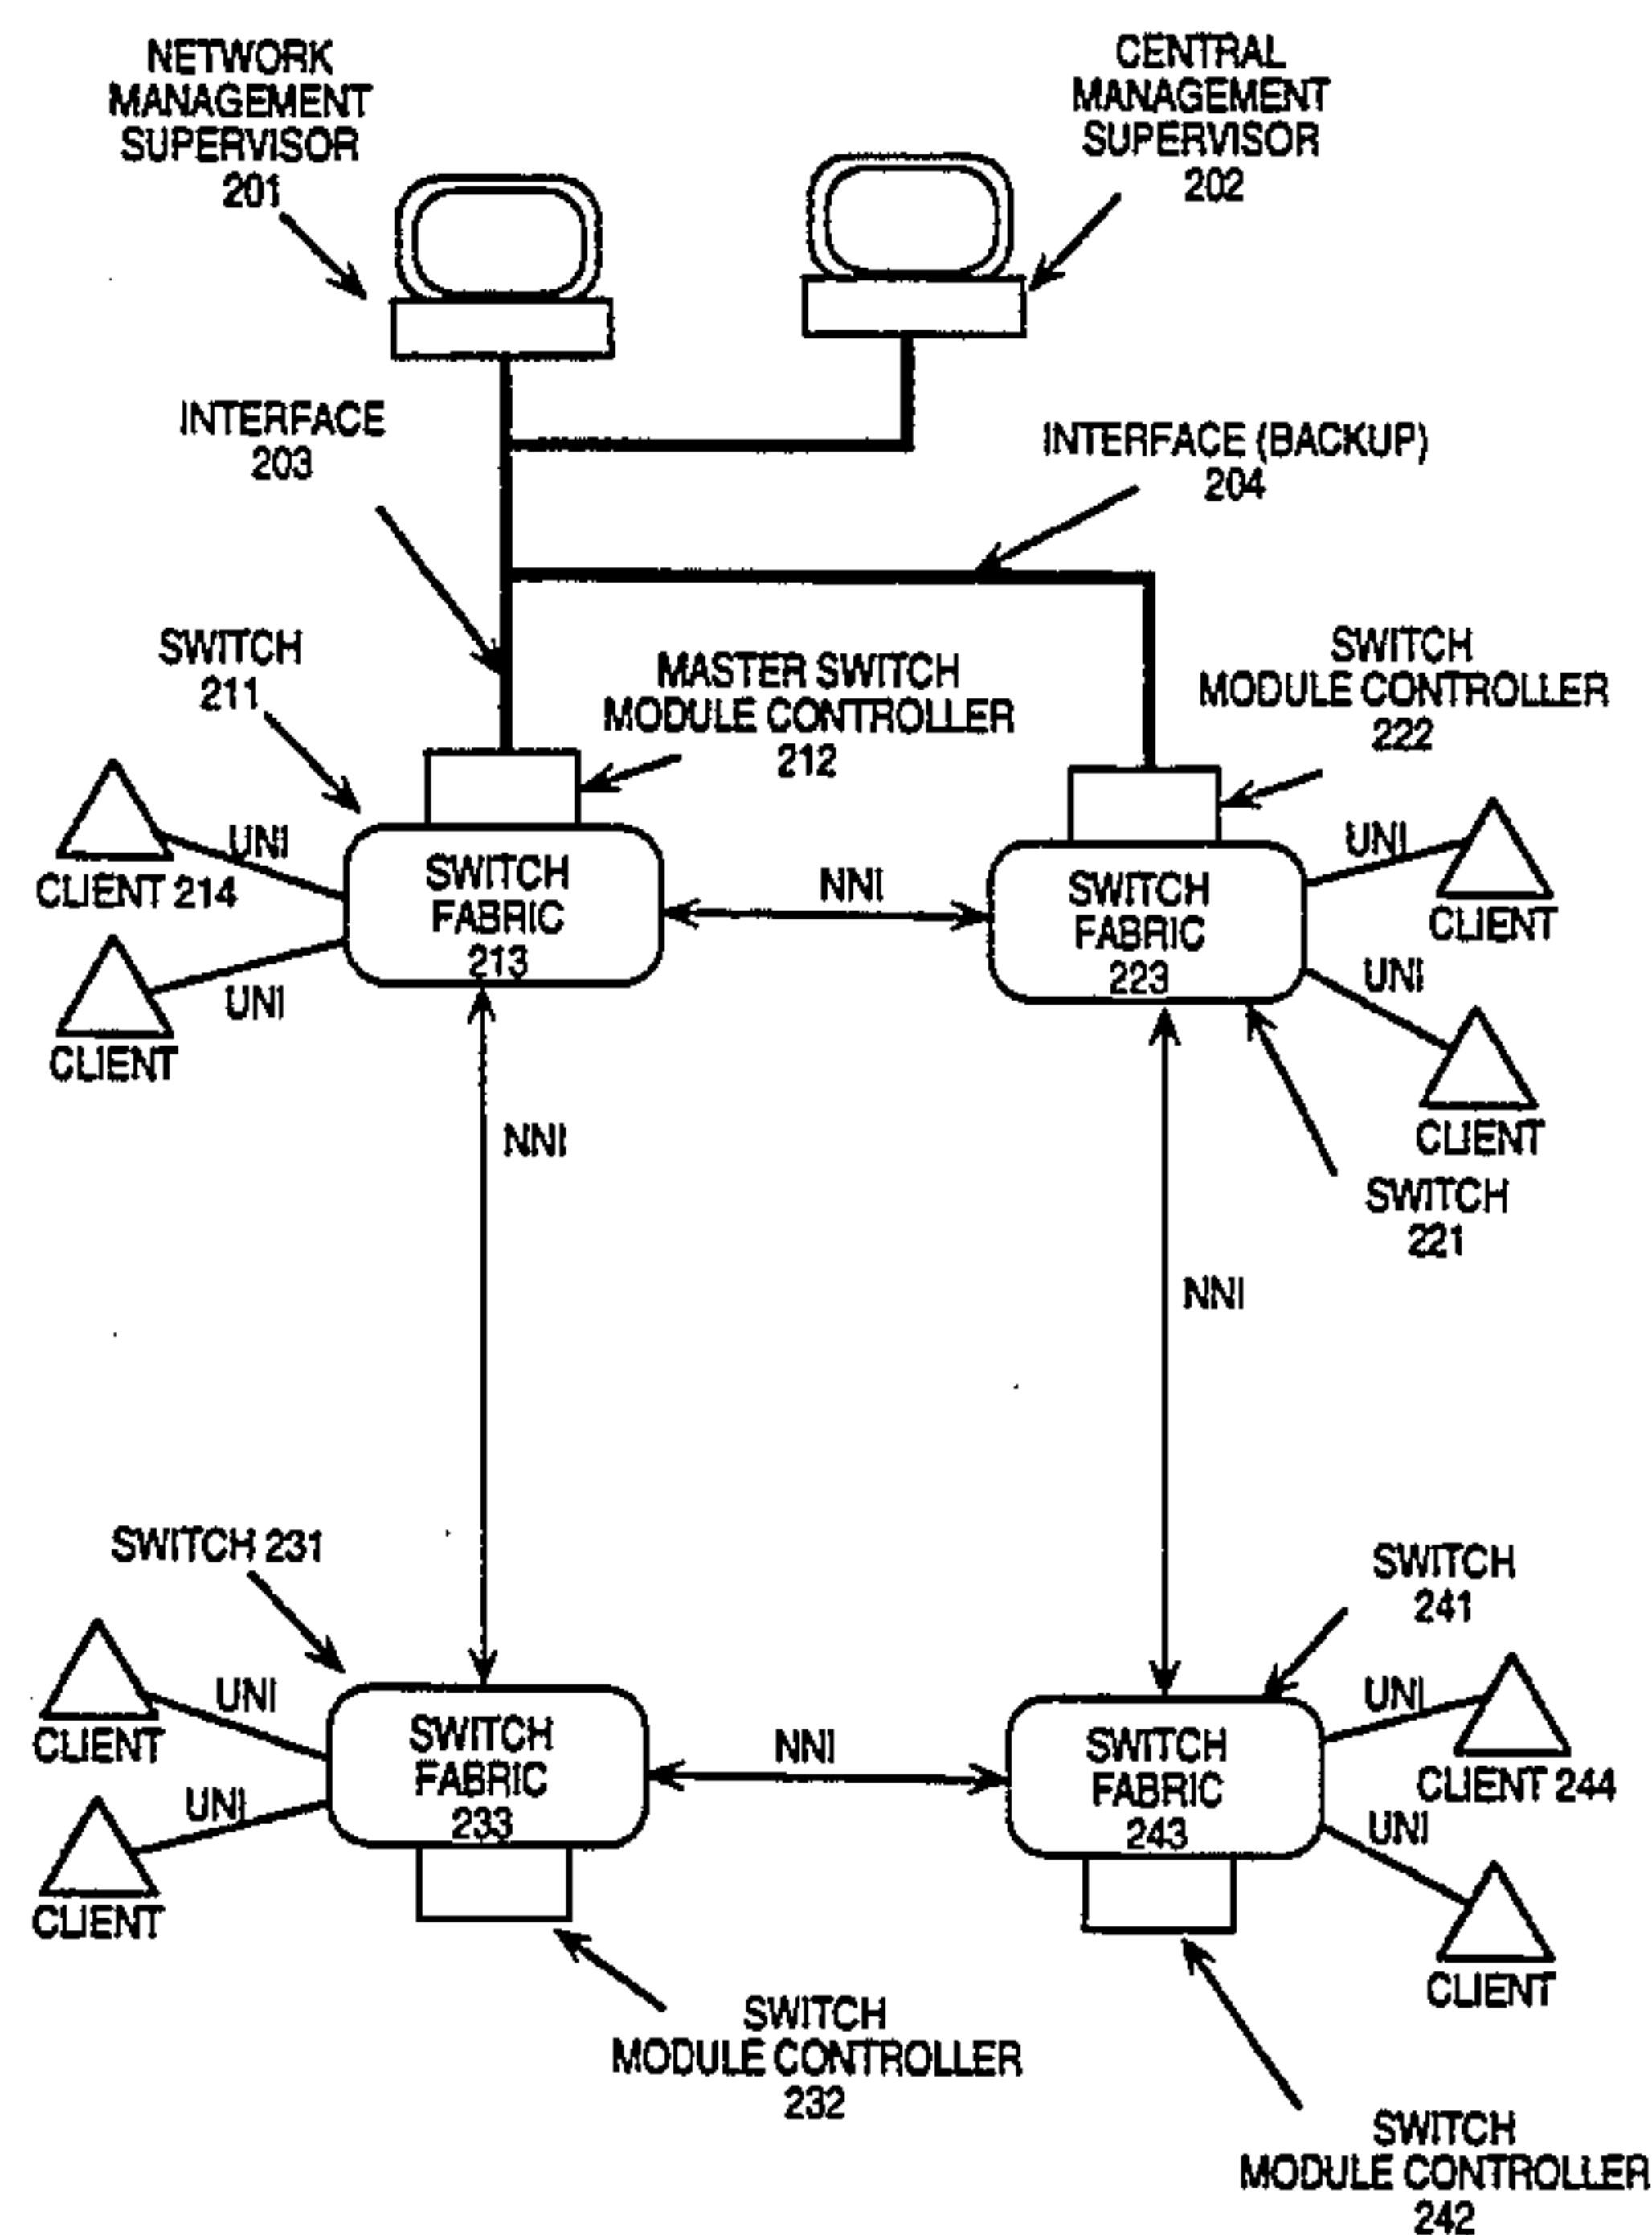 NETWORK
MANAGEMENT
SUPERVISOR
201
CENTRAL
MANAGEMENT
SUPERVISOR
202
INTERFACE
203
INTERFACE (BACKUP)
204
SWITCH
211
MASTER SWITCH
MODULE CONTROLLER
212
SWITCH
MODULE CONTROLLER
222
UNI
CLIENT 214
SWITCH
FABRIC
213
NNI
SWITCH
FABRIC
223
UNI
CLIENT
UNI
CLIENT
UNI
CLIENT
SWITCH
221
NNI
NNI
SWITCH 231
SWITCH
241
UNI
CLIENT
UNI
CLIENT
SWITCH
FABRIC
233
NNI
SWITCH
FABRIC
243
UNI
CLIENT 244
UNI
CLIENT
SWITCH
MODULE CONTROLLER
232
SWITCH
MODULE CONTROLLER
242